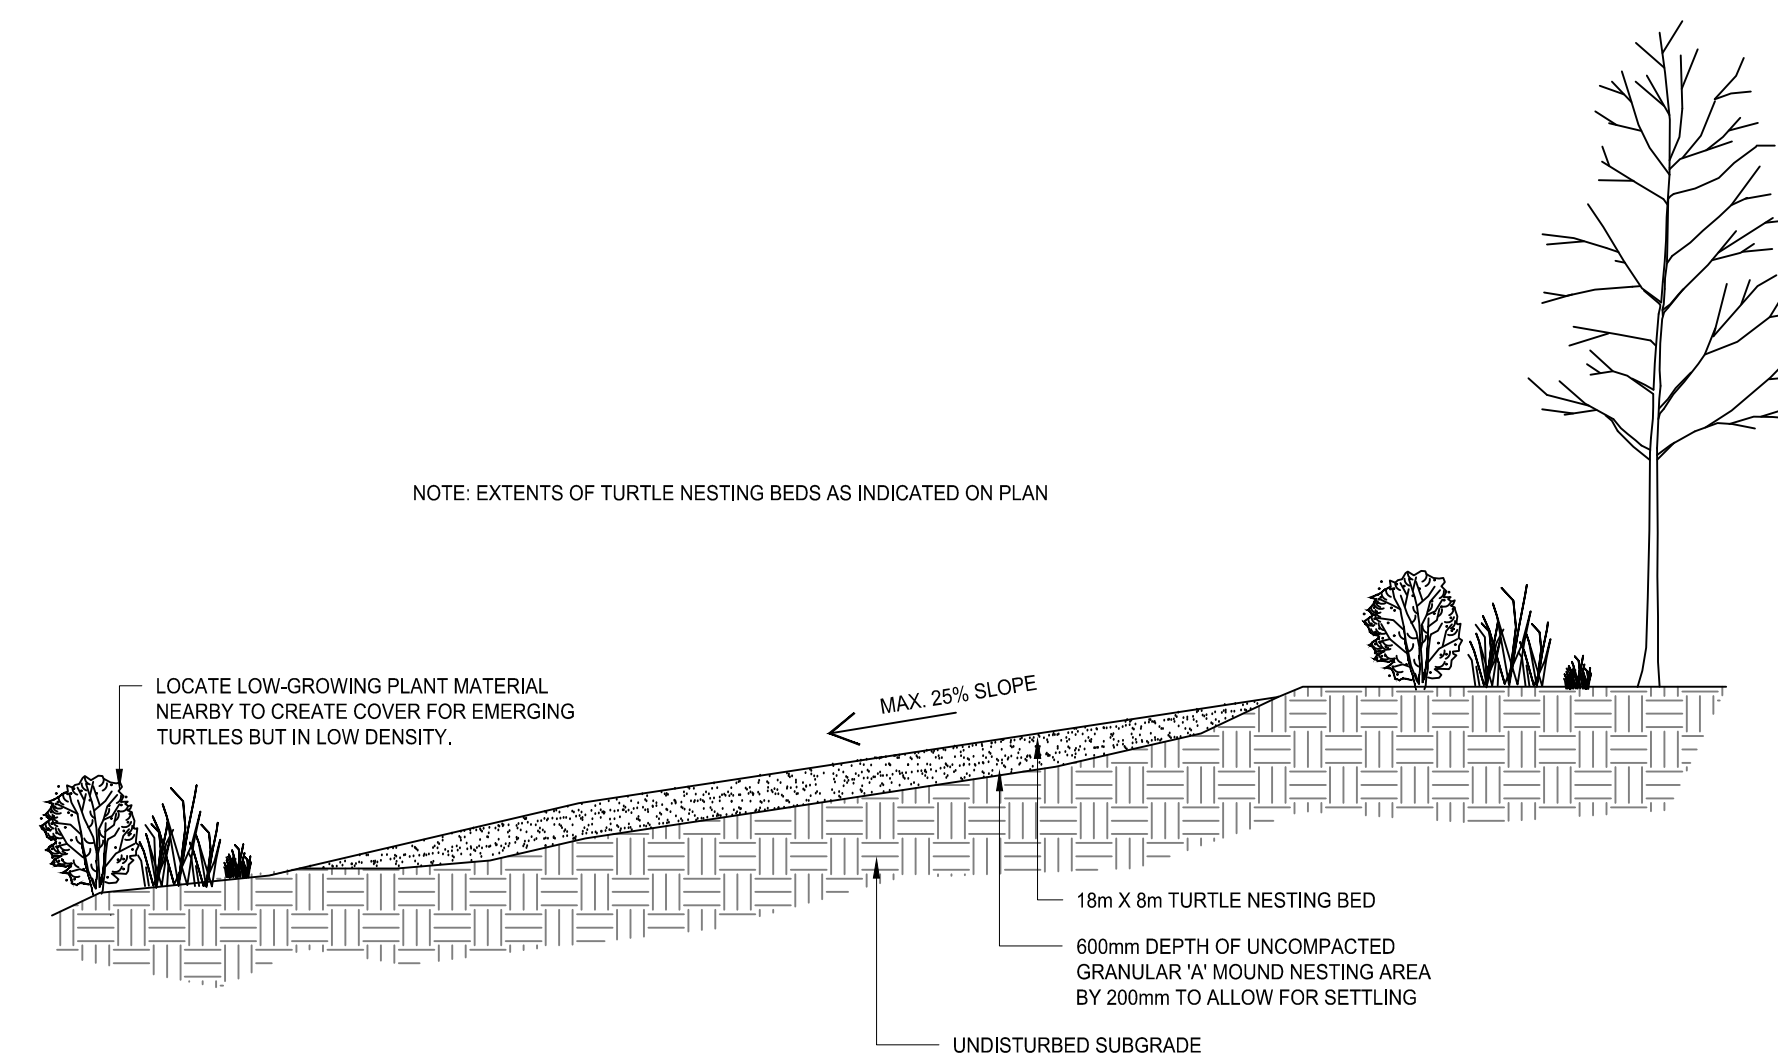 NOTE: EXTENTS OF TURTLE NESTING BEDS AS INDICATED ON PLAN
LOCATE LOW-GROWING PLANT MATERIAL
NEARBY TO CREATE COVER FOR EMERGING
TURTLES BUT IN LOW DENSITY.
MAX. 25% SLOPE
18m X 8m TURTLE NESTING BED
600mm DEPTH OF UNCOMPACTED
GRANULAR 'A' MOUND NESTING AREA
BY 200mm TO ALLOW FOR SETTLING
UNDISTURBED SUBGRADE